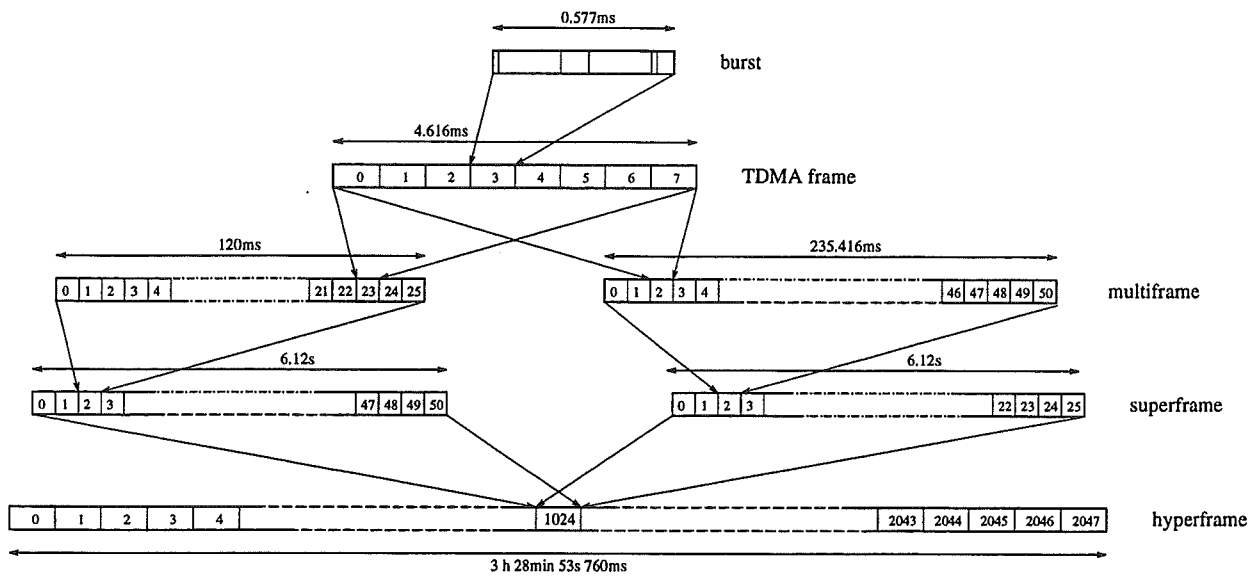 0.577ms
burst
4.616ms
0 1 2 3 4 5 6 7
TDMA frame
120ms
235.416ms
0 1 2 3 4 21 22 23 24 25
0 1 2 3 4 46 47 48 49 50
multiframe
6.12s
6.12s
0 1 2 3 47 48 49 50
0 1 2 3 22 23 24 25
superframe
0 1 2 3 4 1024 2043 2044 2045 2046 2047
hyperframe
3 h 28min 53s 760ms